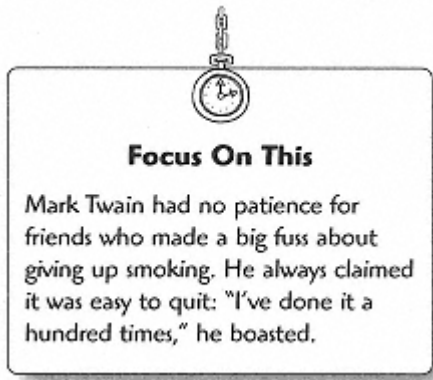 Focus On This
Mark Twain had no patience for
friends who made a big fuss about
giving up smoking. He always claimed
it was easy to quit: “I’ve done it a
hundred times,” he boasted.